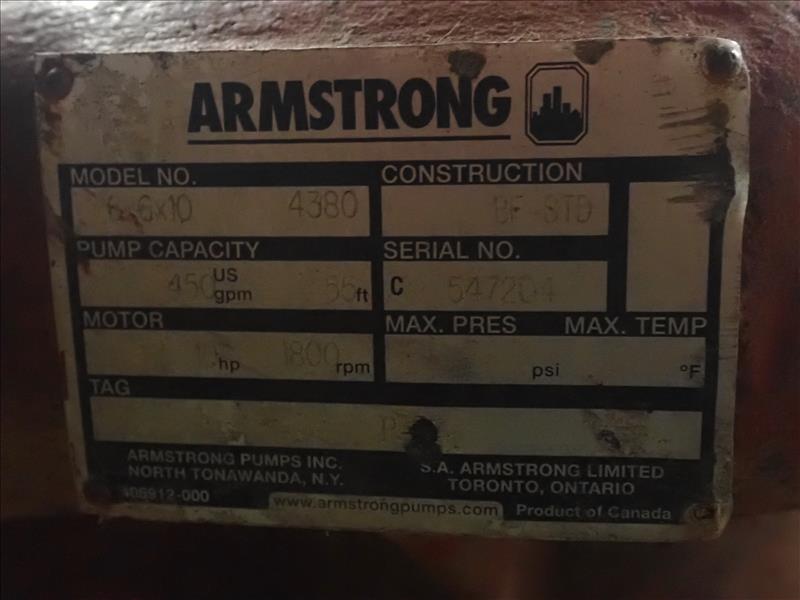 ARMSTRONG
MODEL NO. CONSTRUCTION
6x6x10 4380 BF STD
PUMP CAPACITY SERIAL NO.
450 US gpm 55 ft C 547204
MOTOR MAX. PRES MAX. TEMP
hp 1800 rpm psi °F
TAG
P
ARMSTRONG PUMPS INC. S.A. ARMSTRONG LIMITED
NORTH TONAWANDA, N.Y. TORONTO, ONTARIO
406912-000 www.armstrongpumps.com Product of Canada